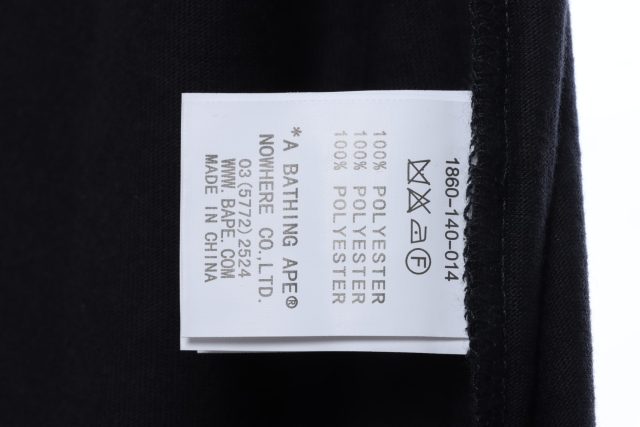 1860-140-014
F
100% POLYESTER
100% POLYESTER
100% POLYESTER
*A BATHING APE®
NOWHERE CO.,LTD.
03(5772)2524
WWW BAPE.COM
MADE IN CHINA